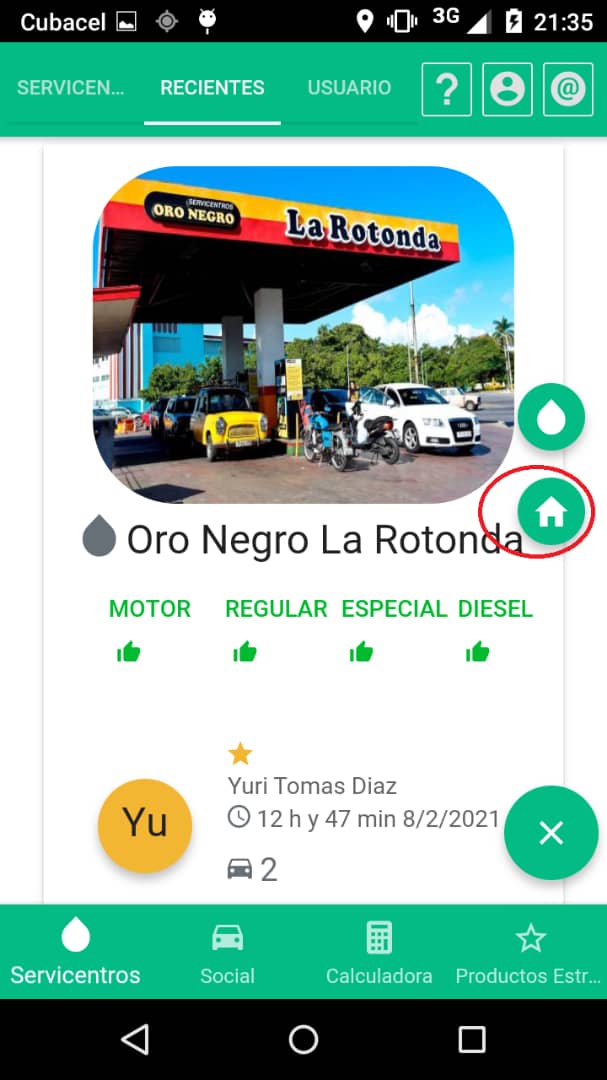 Cubacel 3G 21:35
SERVICEN... RECIENTES USUARIO ? @
SERVICENTROS
ORO NEGRO
La Rotonda
Oro Negro La Rotonda
MOTOR REGULAR ESPECIAL DIESEL
Yuri Tomas Diaz
Yu
12 h y 47 min 8/2/2021
2
Servicentros Social Calculadora Productos Estr...